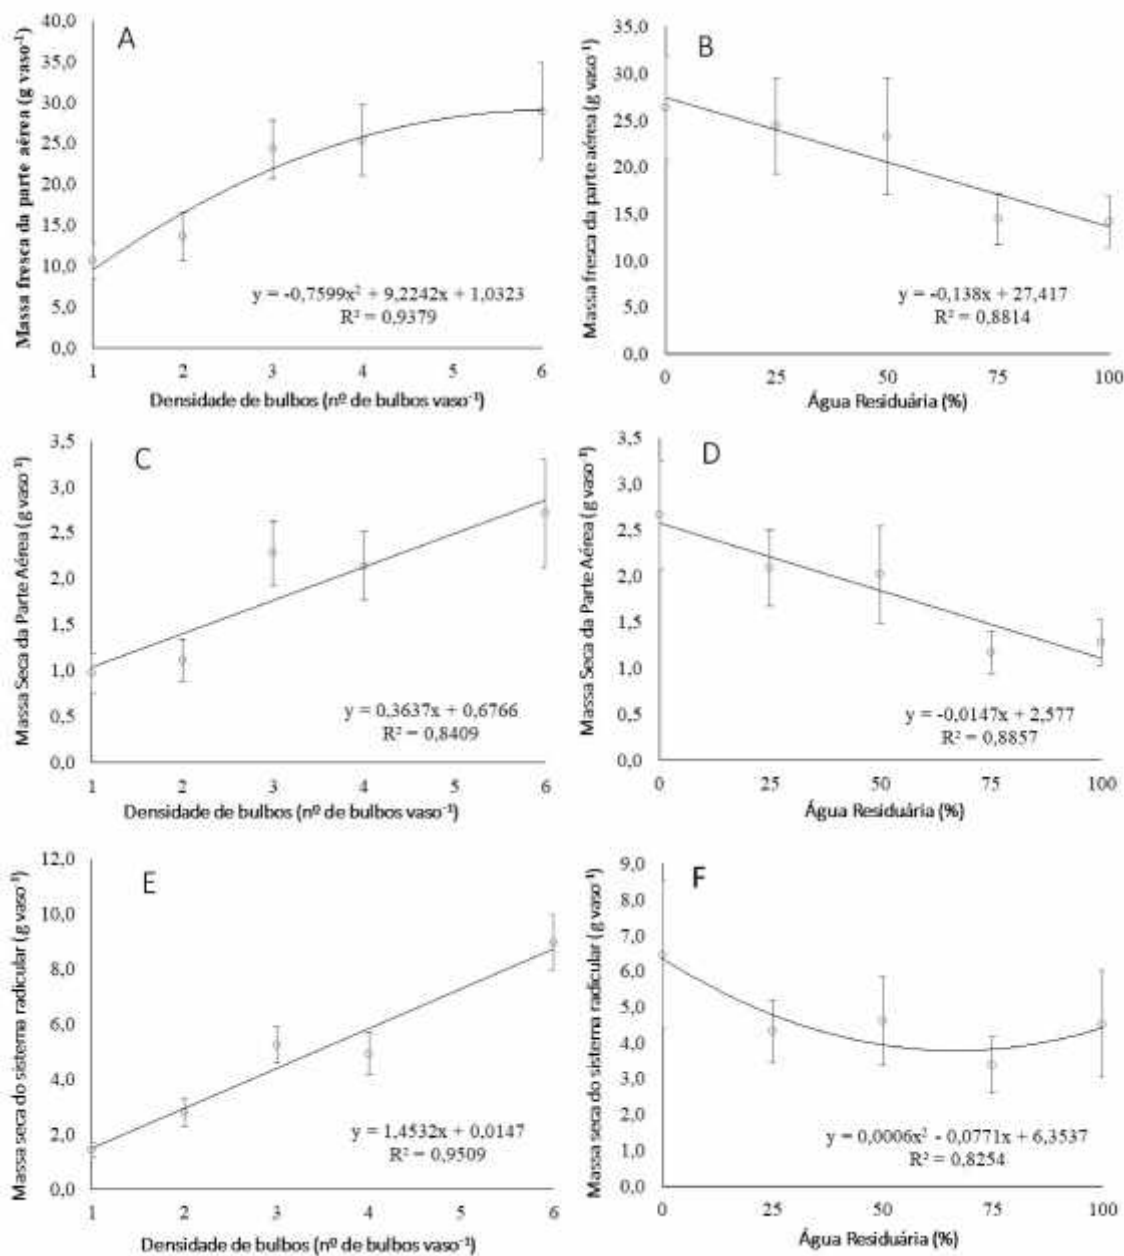 A
Massa fresca da parte aérea (g vaso⁻¹)
40,0
35,0
30,0
25,0
20,0
15,0
10,0
5,0
0,0
y = -0,7599x² + 9,2242x + 1,0323
R² = 0,9379
1 2 3 4 5 6
Densidade de bulbos (nº de bulbos vaso⁻¹)
B
Massa fresca da parte aérea (g vaso⁻¹)
35,0
30,0
25,0
20,0
15,0
10,0
5,0
0,0
y = -0,138x + 27,417
R² = 0,8814
0 25 50 75 100
Água Residuária (%)
C
Massa Seca da Parte Aérea (g vaso⁻¹)
3,5
3,0
2,5
2,0
1,5
1,0
0,5
0,0
y = 0,3637x + 0,6766
R² = 0,8409
1 2 3 4 5 6
Densidade de bulbos (nº de bulbos vaso⁻¹)
D
Massa Seca da Parte Aérea (g vaso⁻¹)
3,5
3,0
2,5
2,0
1,5
1,0
0,5
0,0
y = -0,0147x + 2,577
R² = 0,8857
0 25 50 75 100
Água Residuária (%)
E
Massa seca do sistema radicular (g vaso⁻¹)
12,0
10,0
8,0
6,0
4,0
2,0
0,0
y = 1,4532x + 0,0147
R² = 0,9509
1 2 3 4 5 6
Densidade de bulbos (nº de bulbos vaso⁻¹)
F
Massa seca do sistema radicular (g vaso⁻¹)
9,0
8,0
7,0
6,0
5,0
4,0
3,0
2,0
1,0
0,0
y = 0,0006x² - 0,0771x + 6,3537
R² = 0,8254
0 25 50 75 100
Água Residuária (%)